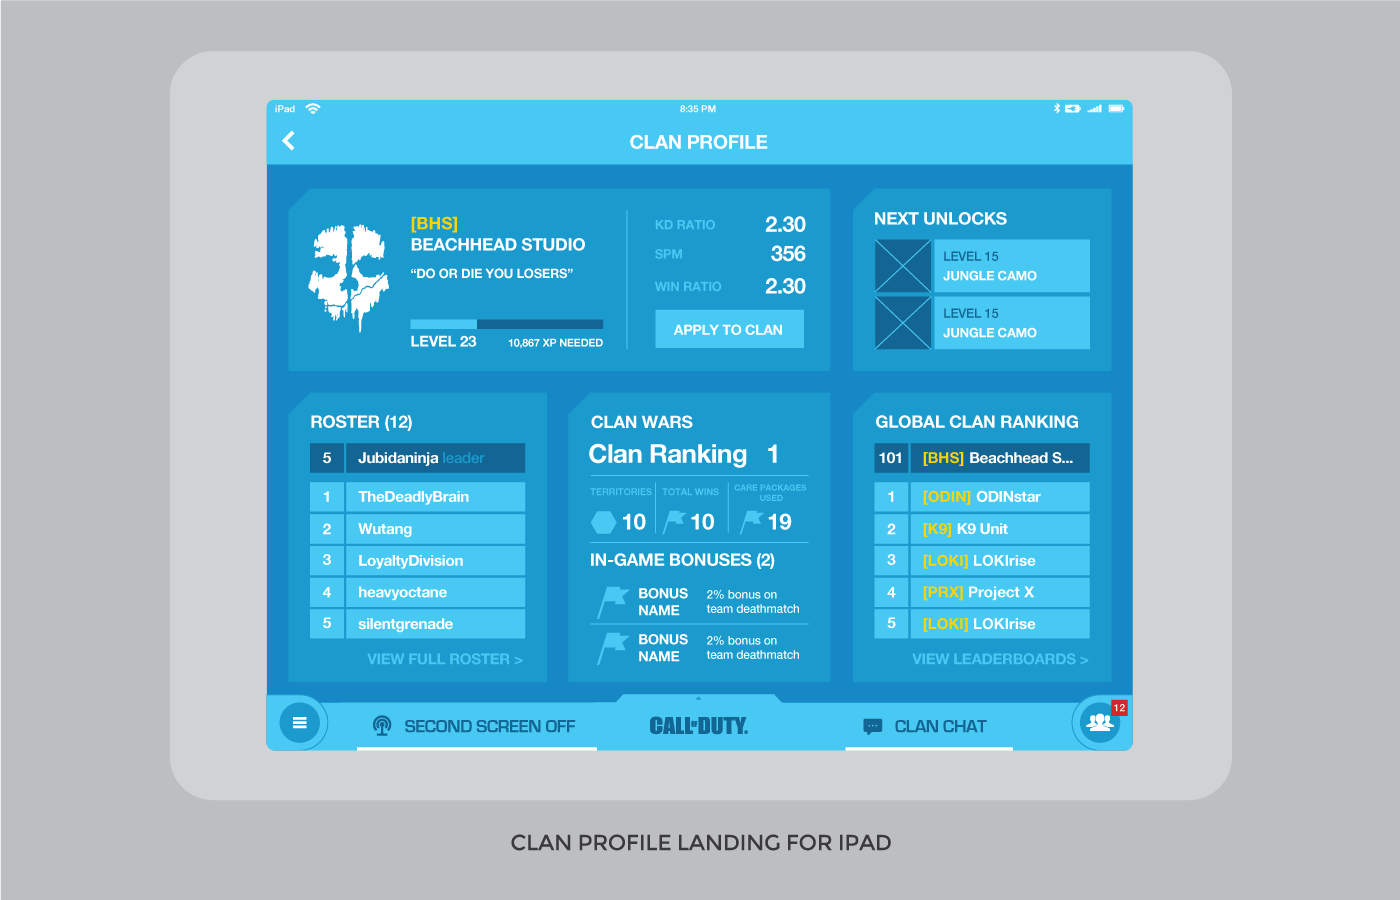 iPad
8:35 PM
CLAN PROFILE
[BHS]
BEACHHEAD STUDIO
“DO OR DIE YOU LOSERS”
LEVEL 23
10,867 XP NEEDED
KD RATIO 2.30
SPM 356
WIN RATIO 2.30
APPLY TO CLAN
NEXT UNLOCKS
LEVEL 15
JUNGLE CAMO
LEVEL 15
JUNGLE CAMO
ROSTER (12)
5 Jubidaninja leader
1 TheDeadlyBrain
2 Wutang
3 LoyaltyDivision
4 heavyoctane
5 silentgrenade
VIEW FULL ROSTER >
CLAN WARS
Clan Ranking 1
TERRITORIES
10
TOTAL WINS
10
CARE PACKAGES
USED
19
IN-GAME BONUSES (2)
BONUS
NAME
2% bonus on
team deathmatch
BONUS
NAME
2% bonus on
team deathmatch
GLOBAL CLAN RANKING
101 [BHS] Beachhead S...
1 [ODIN] ODINstar
2 [K9] K9 Unit
3 [LOKI] LOKIrise
4 [PRX] Project X
5 [LOKI] LOKIrise
VIEW LEADERBOARDS >
SECOND SCREEN OFF
CALL OF DUTY.
CLAN CHAT
12
CLAN PROFILE LANDING FOR IPAD